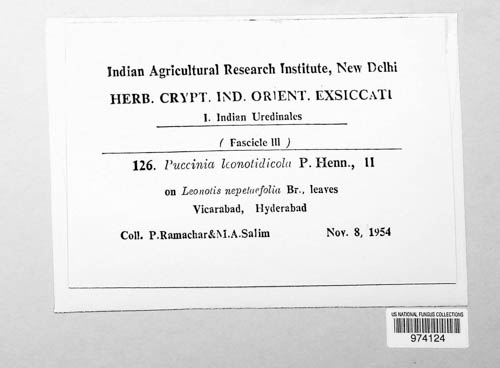 Indian Agricultural Research Institute, New Delhi
HERB. CRYPT. IND. ORIENT. EXSICCATI
I. Indian Uredinales
( Fascicle III )
126. Puccinia leonotidicola P. Henn., II
on Leonotis nepetaefolia Br., leaves
Vicarabad, Hyderabad
Coll. P.Ramachar&M.A.Salim Nov. 8, 1954
US NATIONAL FUNGUS COLLECTIONS
974124